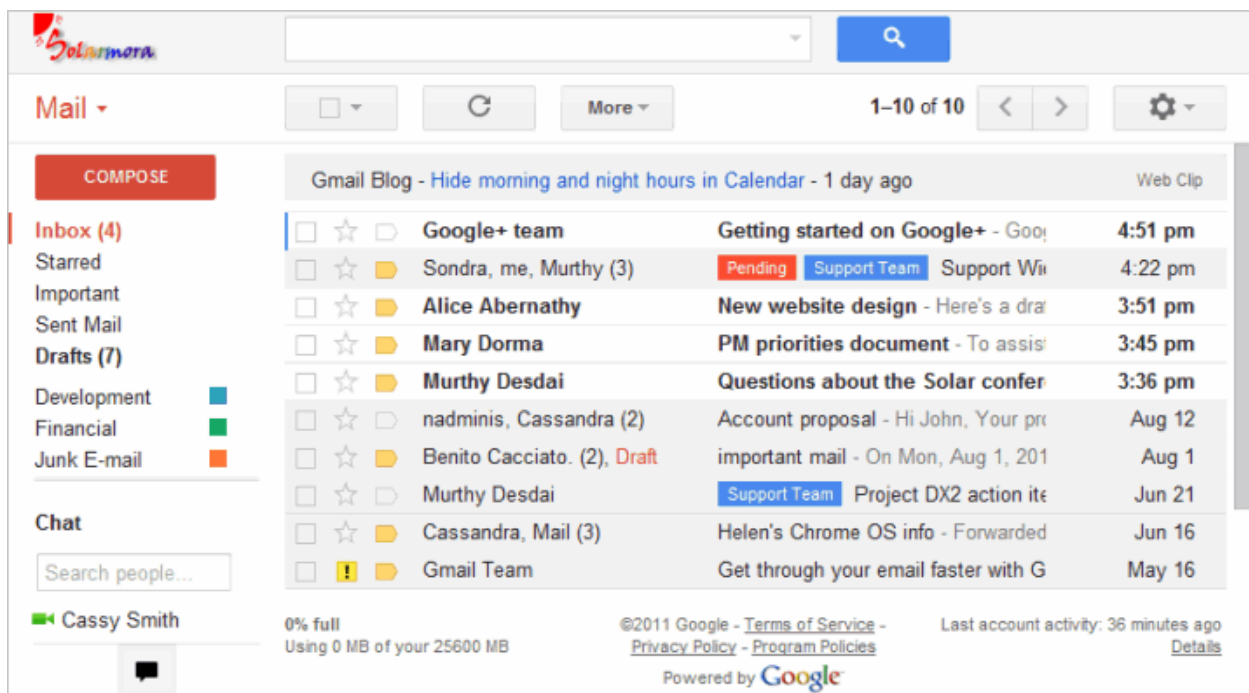 Solarmora
Mail
More
1–10 of 10
COMPOSE
Inbox (4)
Starred
Important
Sent Mail
Drafts (7)
Development
Financial
Junk E-mail
Chat
Search people...
Cassy Smith
Gmail Blog - Hide morning and night hours in Calendar - 1 day ago Web Clip
Google+ team Getting started on Google+ - Goog 4:51 pm
Sondra, me, Murthy (3) Pending Support Team Support Wi 4:22 pm
Alice Abernathy New website design - Here's a dra 3:51 pm
Mary Dorma PM priorities document - To assis 3:45 pm
Murthy Desdai Questions about the Solar confer 3:36 pm
nadminis, Cassandra (2) Account proposal - Hi John, Your pro Aug 12
Benito Cacciato. (2), Draft important mail - On Mon, Aug 1, 201 Aug 1
Murthy Desdai Support Team Project DX2 action ite Jun 21
Cassandra, Mail (3) Helen's Chrome OS info - Forwarded Jun 16
! Gmail Team Get through your email faster with G May 16
0% full
Using 0 MB of your 25600 MB
©2011 Google - Terms of Service -
Privacy Policy - Program Policies
Powered by Google
Last account activity: 36 minutes ago
Details